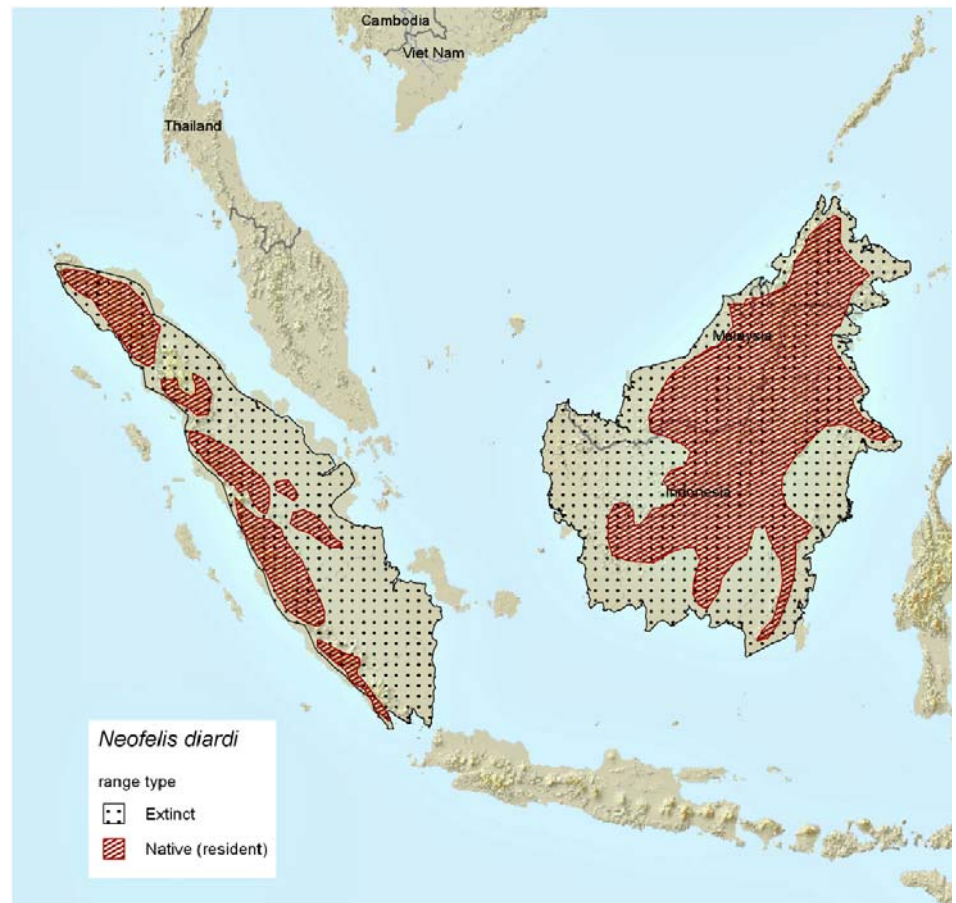 Cambodia
Viet Nam
Thailand
Malaysia
Indonesia
Neofelis diardi
range type
Extinct
Native (resident)